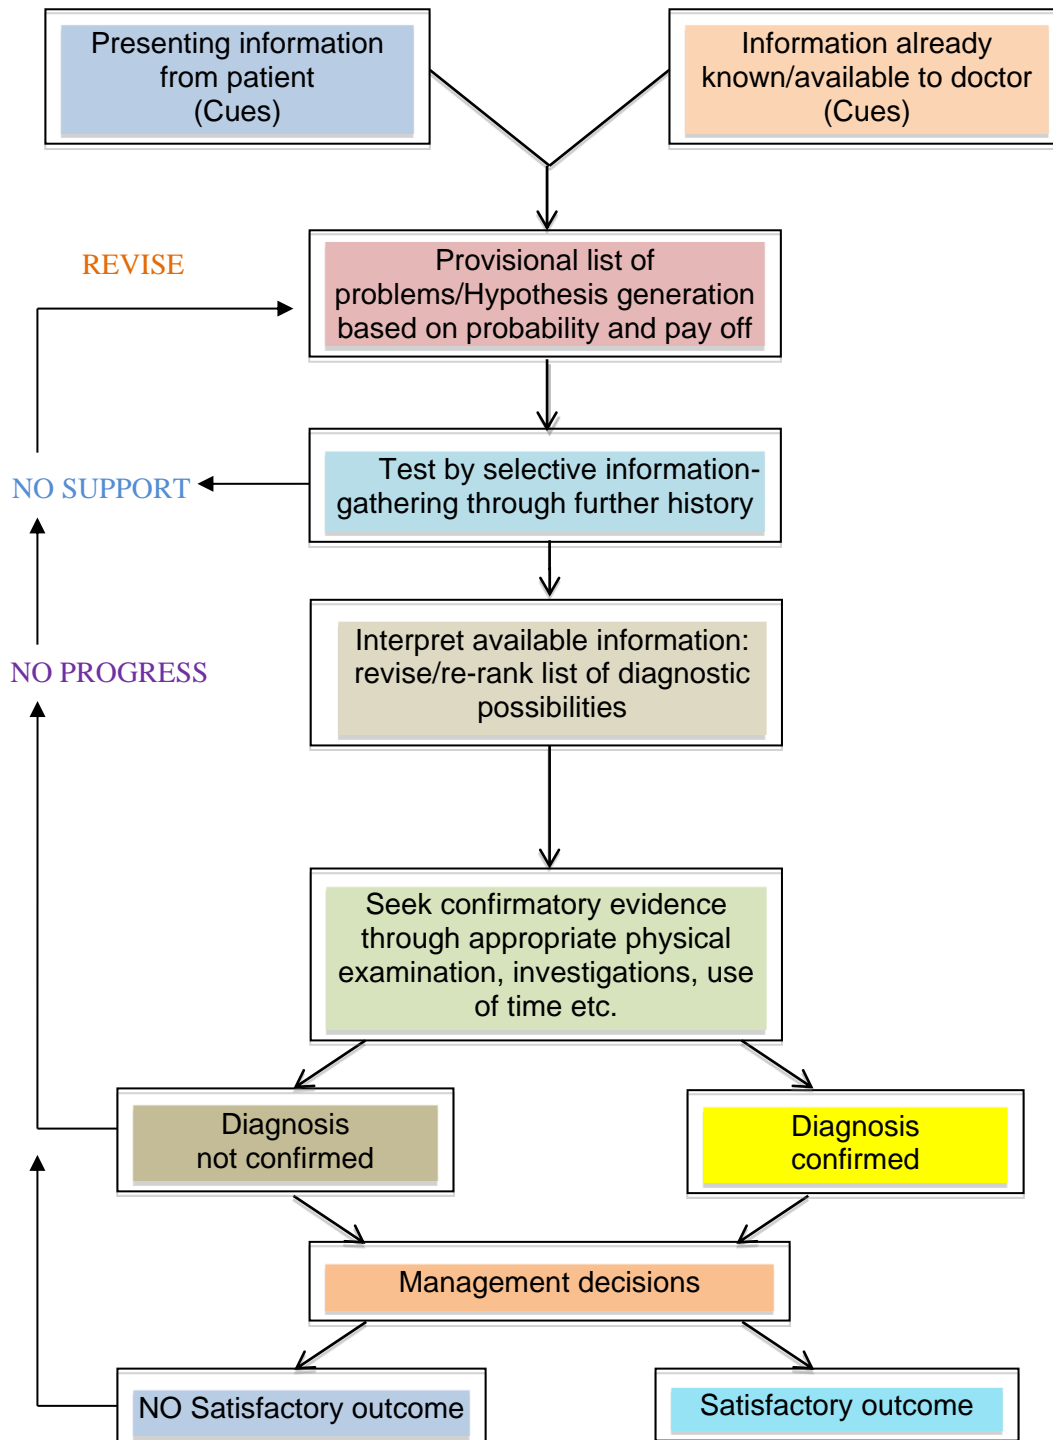 Presenting information
from patient
(Cues)
Information already
known/available to doctor
(Cues)
REVISE
Provisional list of
problems/Hypothesis generation
based on probability and pay off
NO SUPPORT
Test by selective information-
gathering through further history
NO PROGRESS
Interpret available information:
revise/re-rank list of diagnostic
possibilities
Seek confirmatory evidence
through appropriate physical
examination, investigations, use
of time etc.
Diagnosis
not confirmed
Diagnosis
confirmed
Management decisions
NO Satisfactory outcome
Satisfactory outcome